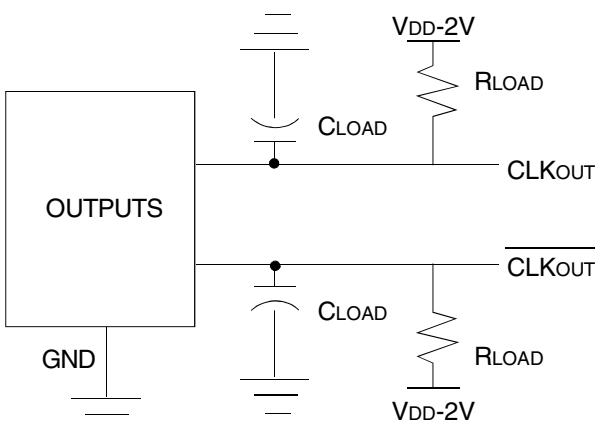 VDD-2V
RLOAD
CLOAD
CLKOUT
OUTPUTS
CLKOUT
CLOAD
GND
RLOAD
VDD-2V